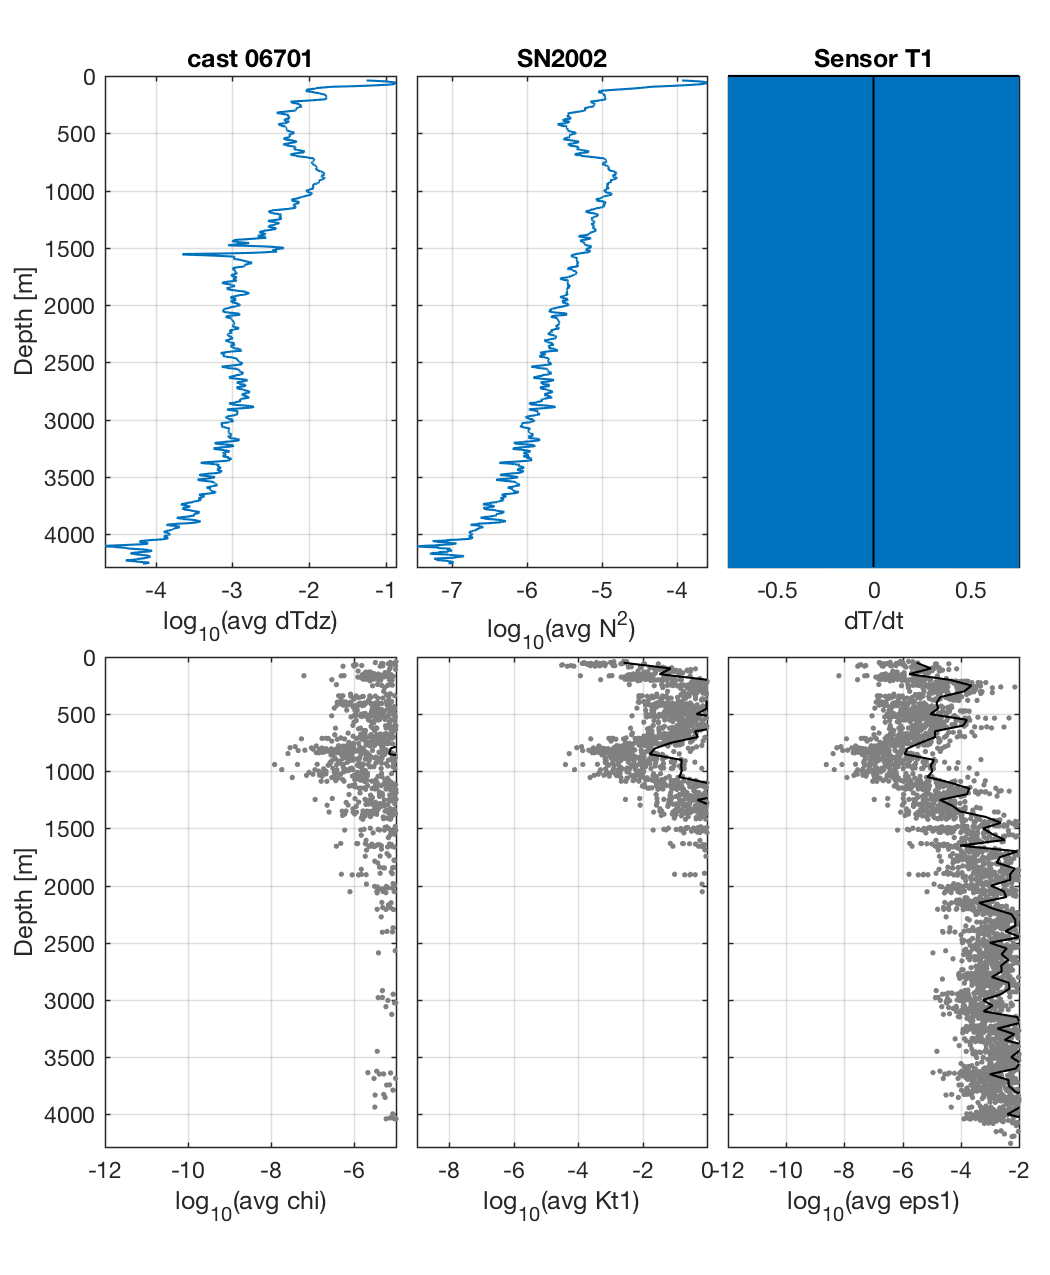 cast 06701
SN2002
Sensor T1
0
500
1000
1500
2000
2500
3000
3500
4000
Depth [m]
-4 -3 -2 -1
log10(avg dTdz)
-7 -6 -5 -4
log10(avg N2)
-0.5 0 0.5
dT/dt
0
500
1000
1500
2000
2500
3000
3500
4000
Depth [m]
-12 -10 -8 -6
log10(avg chi)
-8 -6 -4 -2 0
log10(avg Kt1)
-12 -10 -8 -6 -4 -2
log10(avg eps1)